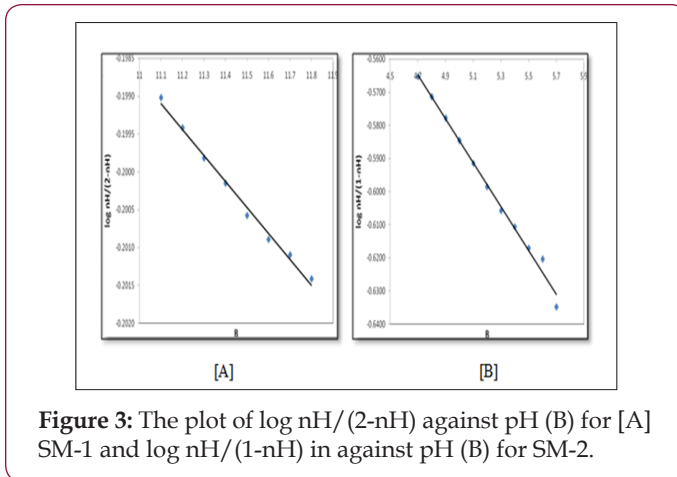 -0.1985
11 11.1 11.2 11.3 11.4 11.5 11.6 11.7 11.8 11.9
-0.1990
-0.1995
-0.2000
-0.2005
-0.2010
-0.2015
-0.2020
log nH/(2-nH)
B
-0.5600
4.5 4.7 4.9 5.1 5.3 5.5 5.7 5.9
-0.5700
-0.5800
-0.5900
-0.6000
-0.6100
-0.6200
-0.6300
-0.6400
log nH/(1-nH)
B
[A] [B]
Figure 3: The plot of log nH/(2-nH) against pH (B) for [A]
SM-1 and log nH/(1-nH) in against pH (B) for SM-2.